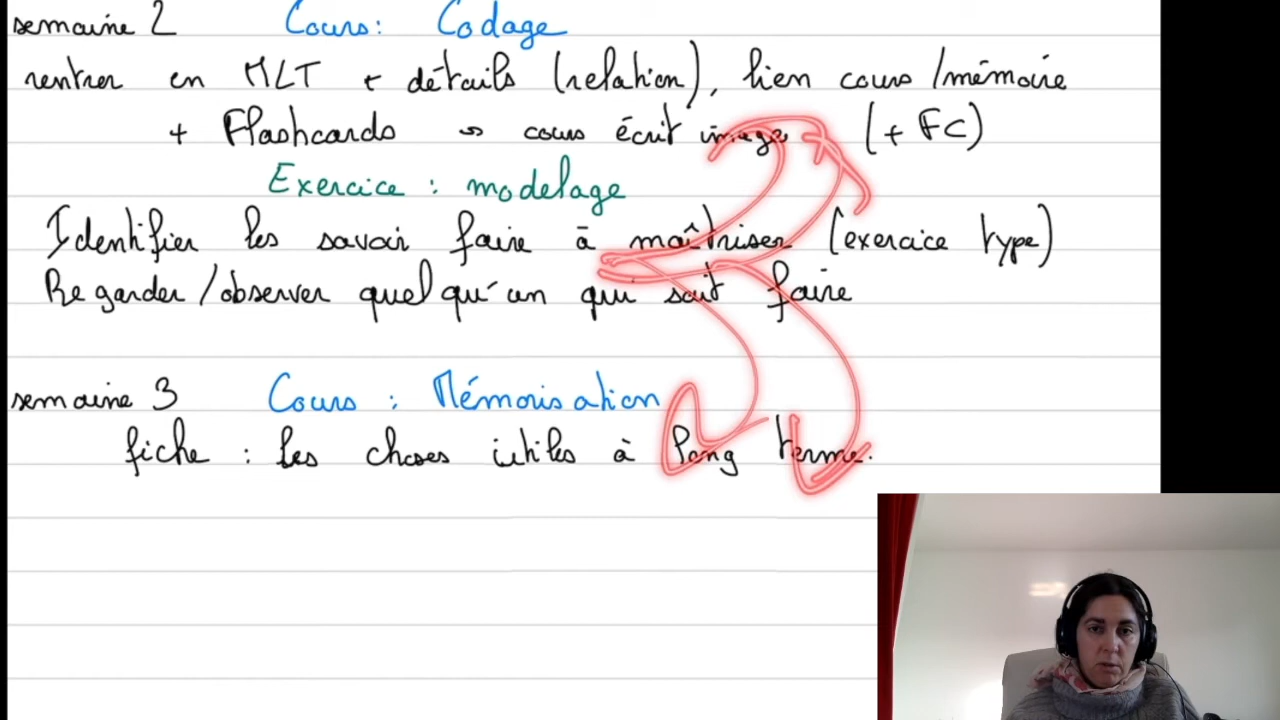 semaine 2 Cours: Codage
rentrer en MLT + détails (relation), lien cours /mémoire
+ Flashcards ⇝ cours écrit image (+ FC)
Exercice : modelage
Identifier les savoir faire à maîtriser (exercice type)
Regarder/observer quelqu'un qui sait faire
semaine 3 Cours : Mémorisation
fiche : les choses utiles à long terme.